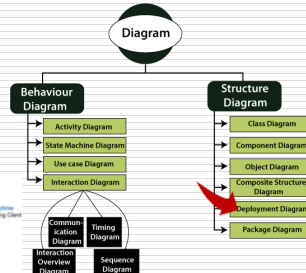 Diagram
Behaviour
Diagram
Activity Diagram
State Machine Diagram
Use case Diagram
Interaction Diagram
Commun-
ication
Diagram
Timing
Diagram
Interaction
Overview
Diagram
Sequence
Diagram
Structure
Diagram
Class Diagram
Component Diagram
Object Diagram
Composite Structure
Diagram
Deployment Diagram
Package Diagram
ng Client